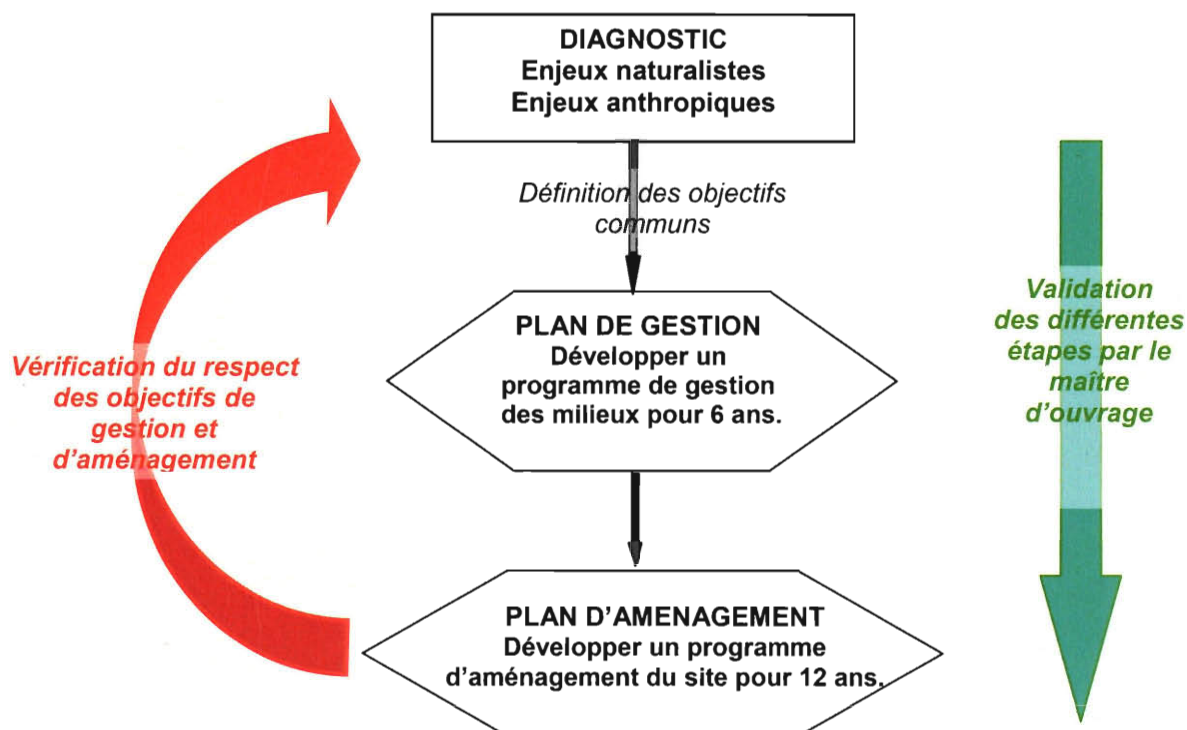 DIAGNOSTIC
Enjeux naturalistes
Enjeux anthropiques
Définition des objectifs
communs
PLAN DE GESTION
Développer un
programme de gestion
des milieux pour 6 ans.
Vérification du respect
des objectifs de
gestion et
d'aménagement
Validation
des différentes
étapes par le
maître
d'ouvrage
PLAN D'AMENAGEMENT
Développer un programme
d'aménagement du site pour 12 ans.